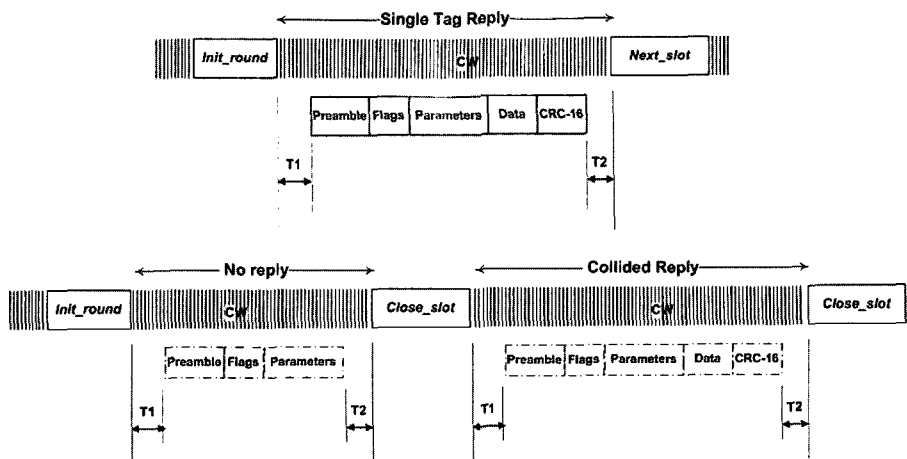 Single Tag Reply
Init_round CW Next_slot
Preamble Flags Parameters Data CRC-16
T1 T2
No reply Collided Reply
Init_round CW Close_slot CW Close_slot
Preamble Flags Parameters Preamble Flags Parameters Data CRC-16
T1 T2 T1 T2